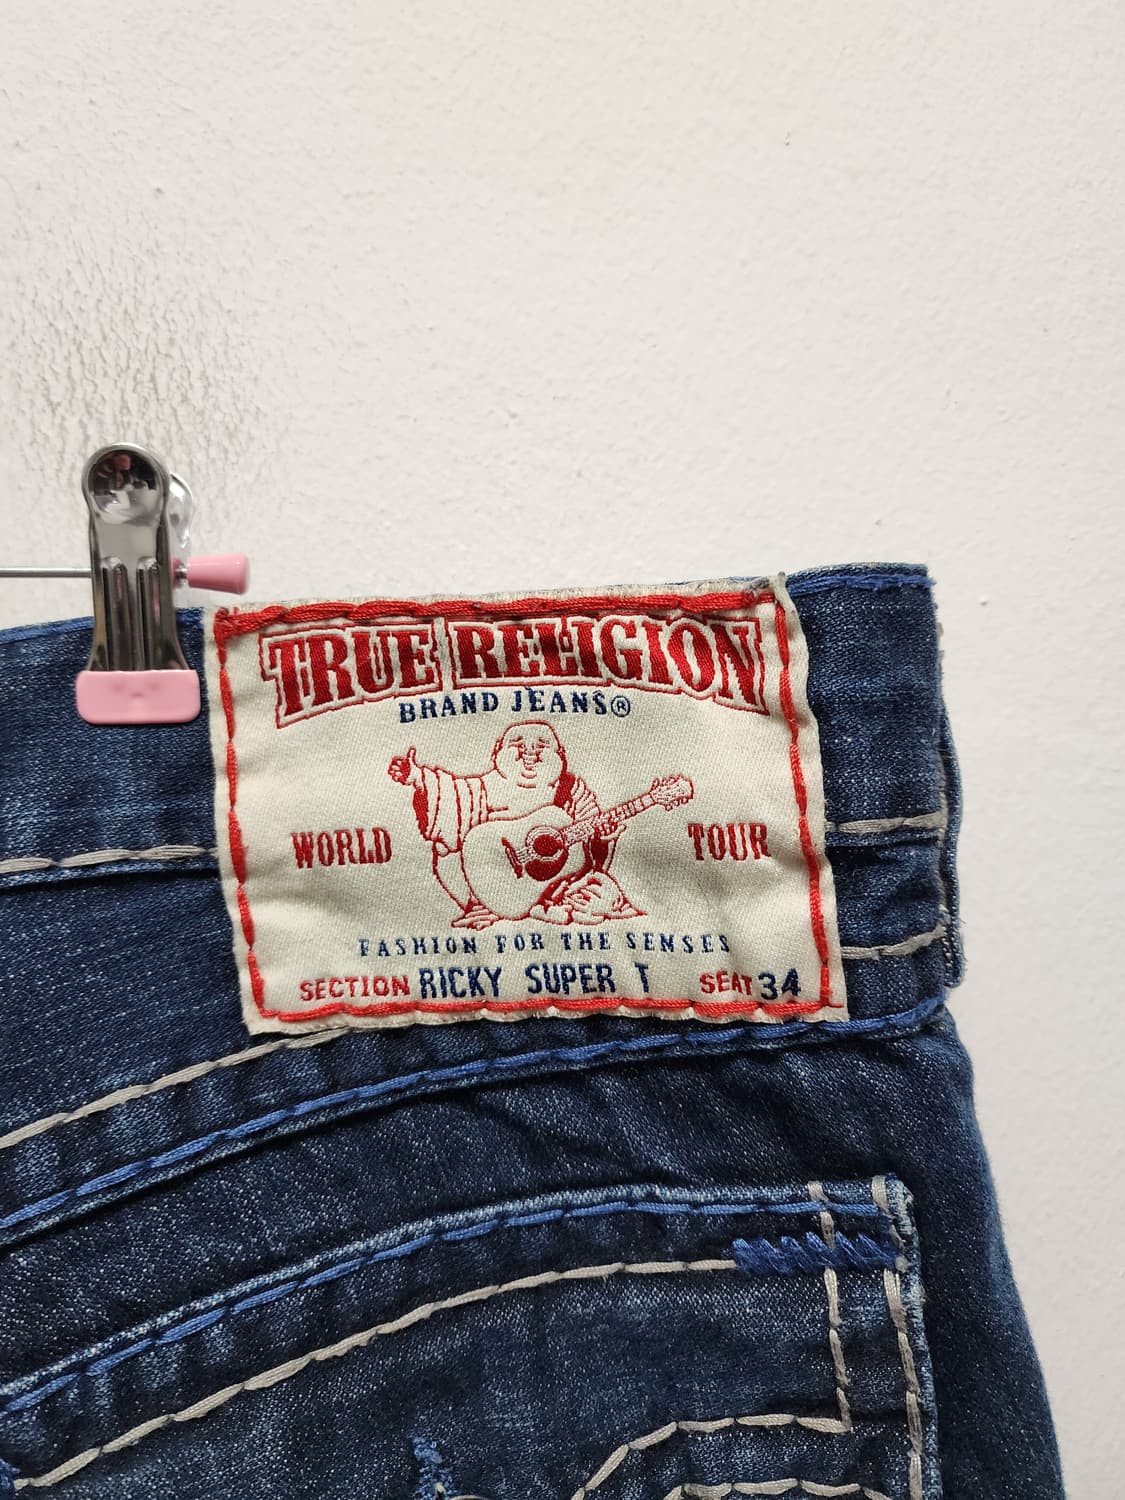 TRUE RELIGION
BRAND JEANS®
WORLD TOUR
FASHION FOR THE SENSES
SECTION RICKY SUPER T SEAT 34